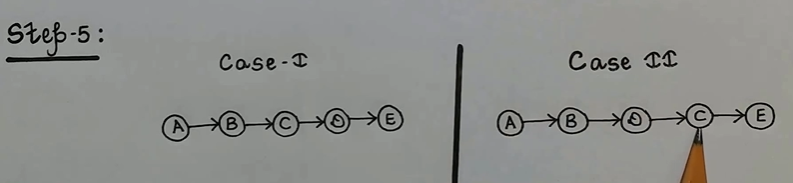 Step-5:
Case-I
A B C D E
Case II
A B D C E